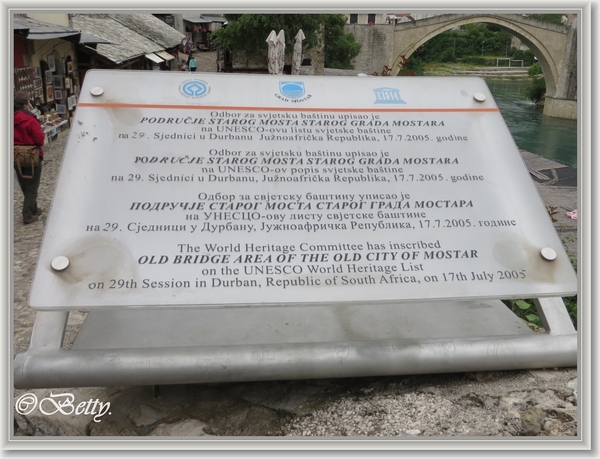 GRAD MOSTAR
Odbor za svjetsku baštinu upisao je
PODRUČJE STAROG MOSTA STAROG GRADA MOSTARA
na UNESCO-ovu listu svjetske baštine
na 29. Sjednici u Durbanu, Južnoafrička Republika, 17.7.2005. godine
Odbor za svjetsku baštinu upisao je
PODRUČJE STAROG MOSTA STAROG GRADA MOSTARA
na UNESCO-ov popis svjetske baštine
na 29. Sjednici u Durbanu, Južnoafrička Republika, 17.7.2005. godine
Одбор за свјетску баштину уписао је
ПОДРУЧЈЕ СТАРОГ МОСТА СТАРОГ ГРАДА МОСТАРА
на УНЕСЦО-ову листу свјетске баштине
на 29. Сједници у Дурбану, Јужноафричка Република, 17.7.2005. године
The World Heritage Committee has inscribed
OLD BRIDGE AREA OF THE OLD CITY OF MOSTAR
on the UNESCO World Heritage List
on 29th Session in Durban, Republic of South Africa, on 17th July 2005
© Betty.